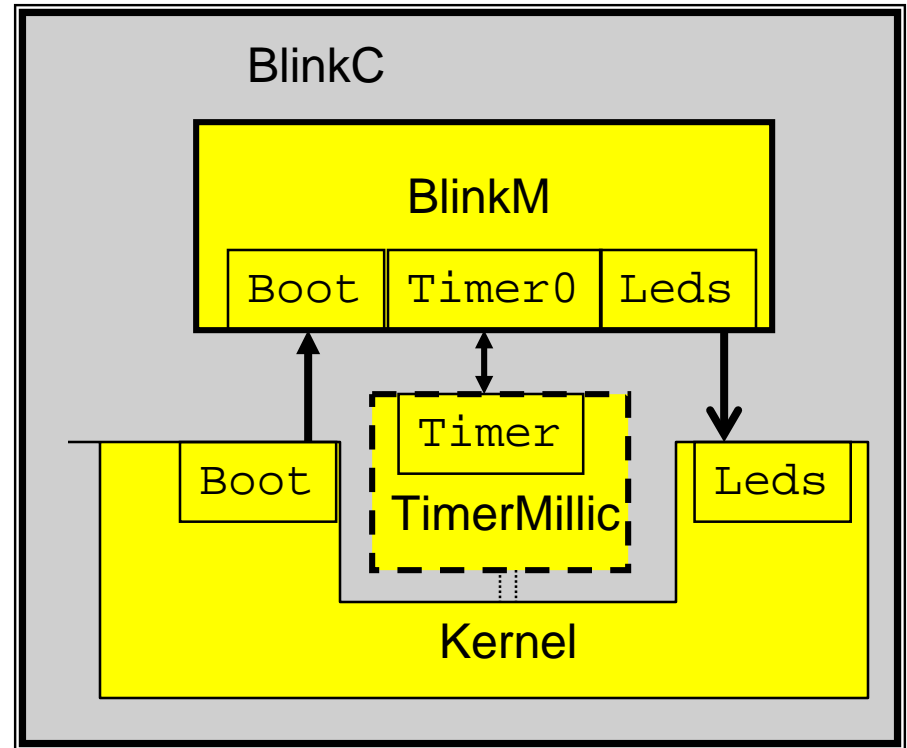 BlinkC
BlinkM
Boot Timer0 Leds
Timer
Boot Leds
TimerMillic
Kernel